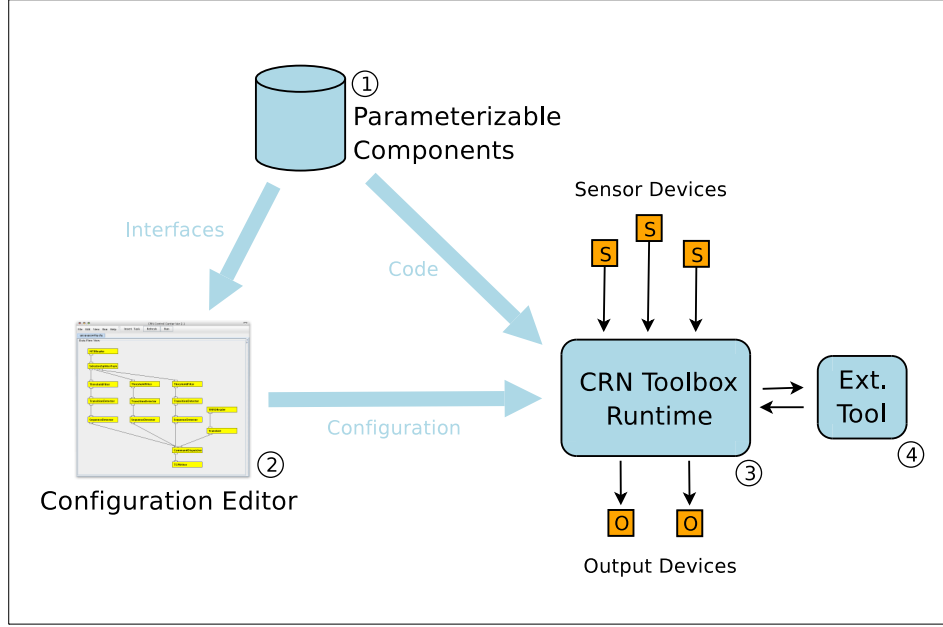 1
Parameterizable
Components
Sensor Devices
Interfaces
S
S
S
Code
CRN Toolbox
Runtime
Ext.
Tool
Configuration
2
3
4
Configuration Editor
O
O
Output Devices